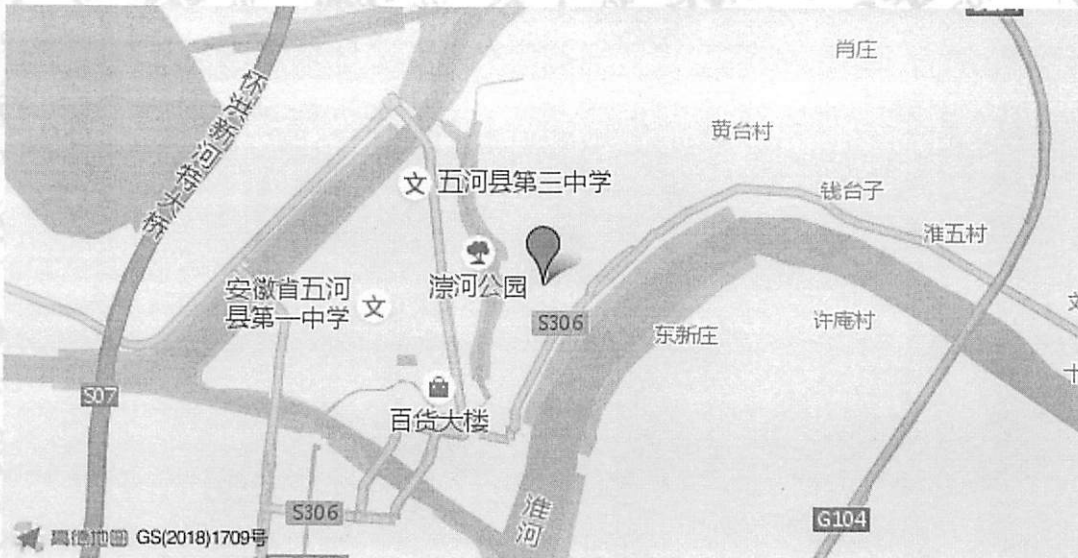 肖庄
怀洪新河特大桥
黄台村
文 五河县第三中学
钱台子
淮五村
漴河公园
安徽省五河
县第一中学 文
S306
许庵村
东新庄
S07
百货大楼
S306
淮
河
G104
高德地图 GS(2018)1709号